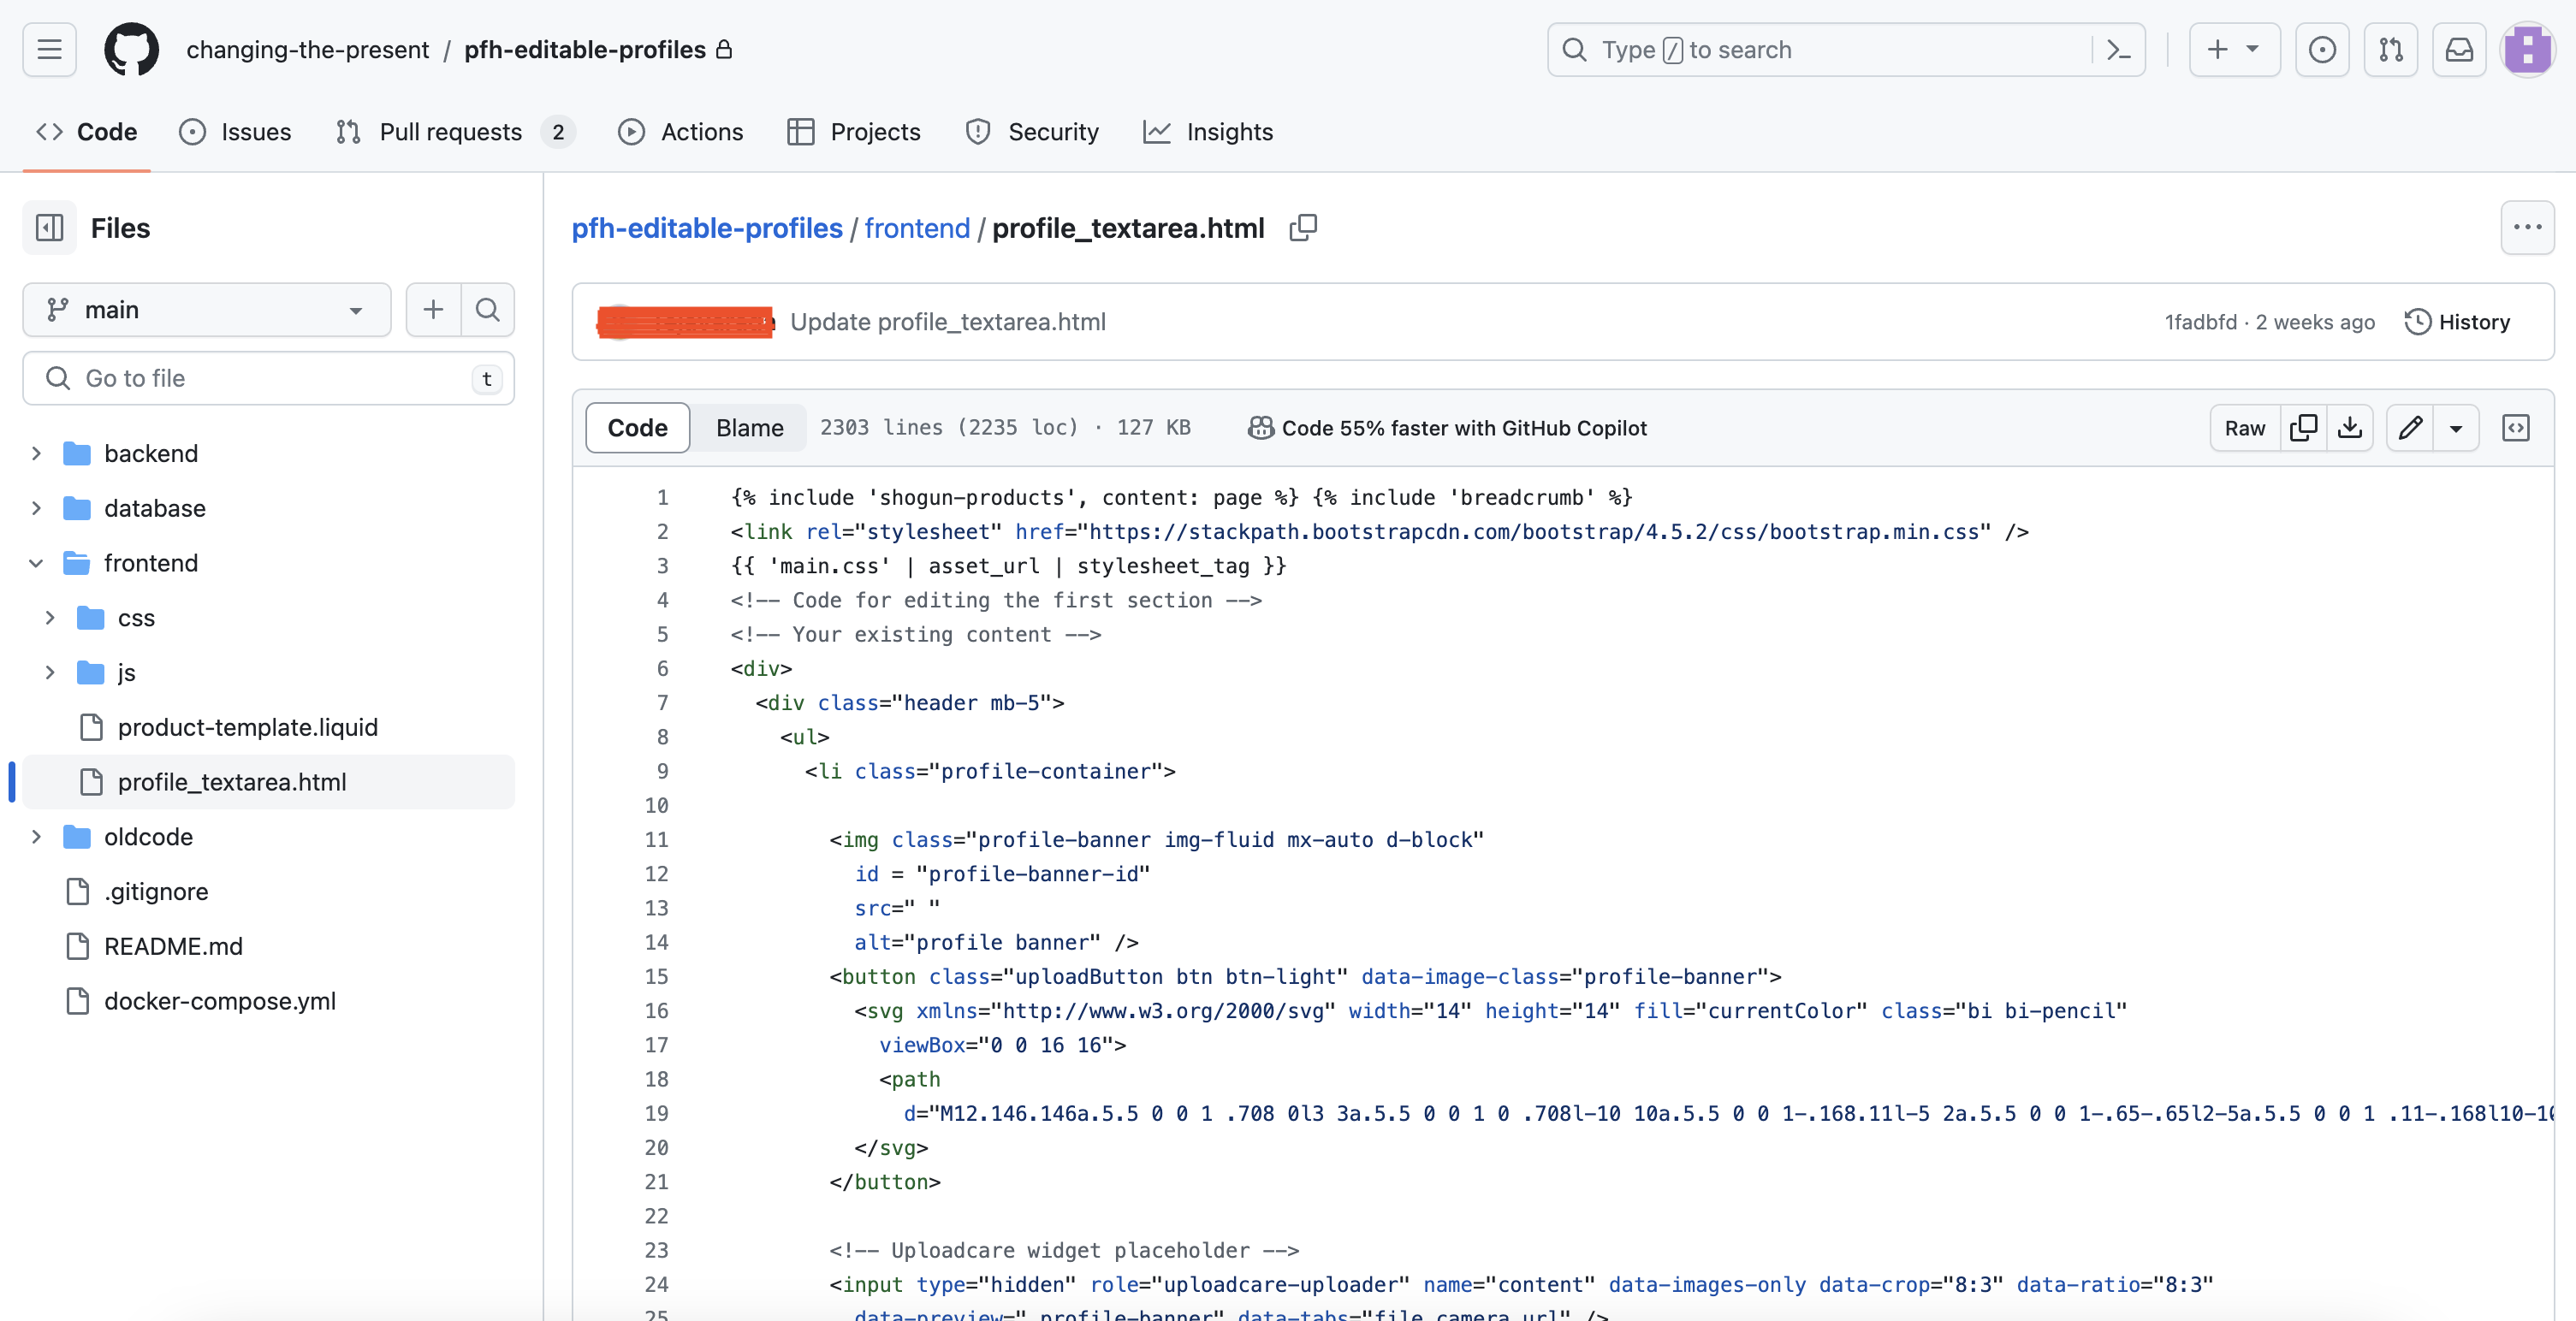 changing-the-present / pfh-editable-profiles
Type / to search
Code Issues Pull requests 2 Actions Projects Security Insights
Files
main
Go to file t
backend
database
frontend
css
js
product-template.liquid
profile_textarea.html
oldcode
.gitignore
README.md
docker-compose.yml
pfh-editable-profiles / frontend / profile_textarea.html
Update profile_textarea.html 1fadbfd · 2 weeks ago History
Code Blame 2303 lines (2235 loc) · 127 KB Code 55% faster with GitHub Copilot Raw
1 {% include 'shogun-products', content: page %} {% include 'breadcrumb' %}
2 <link rel="stylesheet" href="https://stackpath.bootstrapcdn.com/bootstrap/4.5.2/css/bootstrap.min.css" />
3 {{ 'main.css' | asset_url | stylesheet_tag }}
4 <!-- Code for editing the first section -->
5 <!-- Your existing content -->
6 <div>
7 <div class="header mb-5">
8 <ul>
9 <li class="profile-container">
10
11 <img class="profile-banner img-fluid mx-auto d-block"
12 id = "profile-banner-id"
13 src=" "
14 alt="profile banner" />
15 <button class="uploadButton btn btn-light" data-image-class="profile-banner">
16 <svg xmlns="http://www.w3.org/2000/svg" width="14" height="14" fill="currentColor" class="bi bi-pencil"
17 viewBox="0 0 16 16">
18 <path
19 d="M12.146.146a.5.5 0 0 1 .708 0l3 3a.5.5 0 0 1 0 .708l-10 10a.5.5 0 0 1-.168.11l-5 2a.5.5 0 0 1-.65-.65l2-5a.5.5 0 0 1 .11-.168l10-10
20 </svg>
21 </button>
22
23 <!-- Uploadcare widget placeholder -->
24 <input type="hidden" role="uploadcare-uploader" name="content" data-images-only data-crop="8:3" data-ratio="8:3"
25 data-preview=".profile-banner" data-tabs="file camera url" />